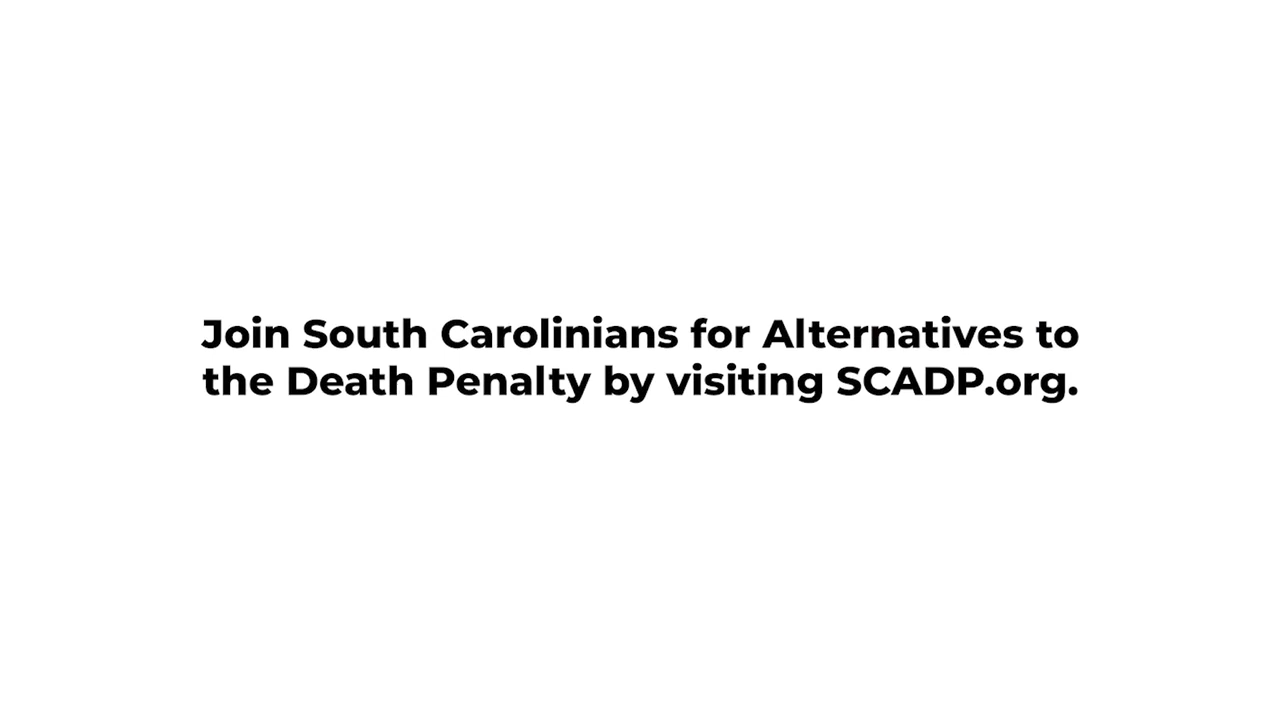 Join South Carolinians for Alternatives to
the Death Penalty by visiting SCADP.org.